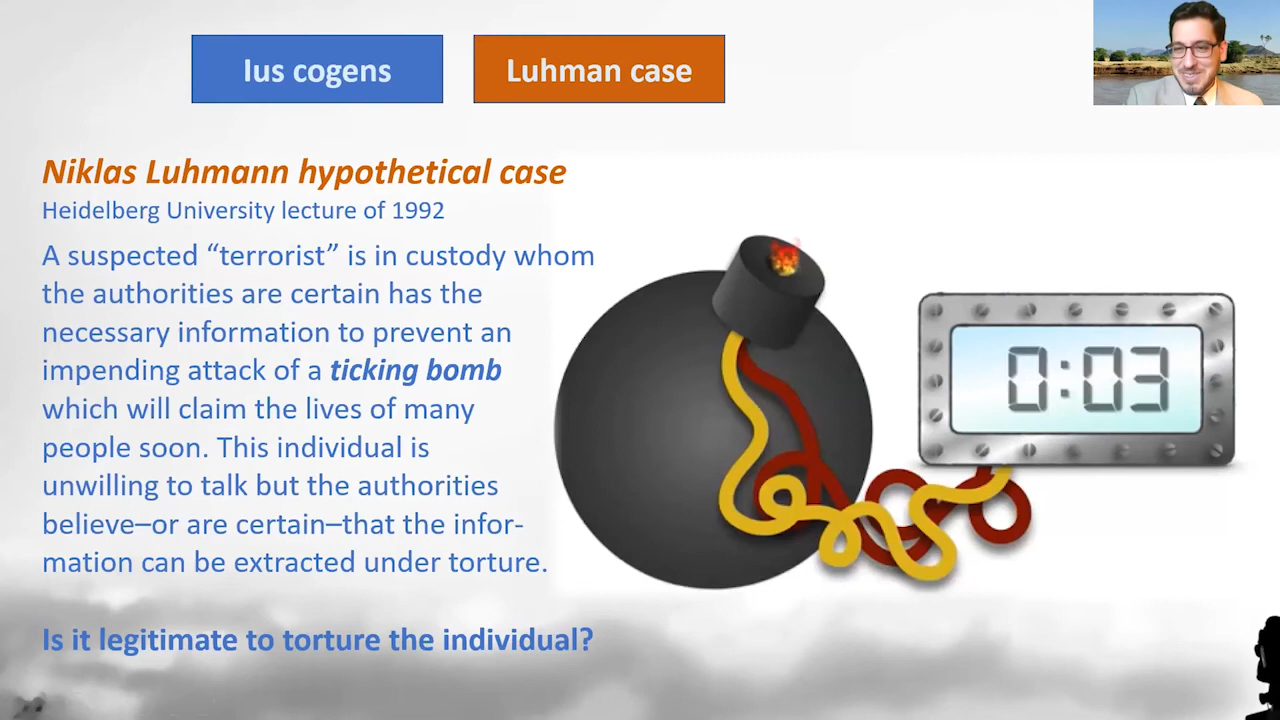 Ius cogens
Luhman case
Niklas Luhmann hypothetical case
Heidelberg University lecture of 1992
A suspected “terrorist” is in custody whom
the authorities are certain has the
necessary information to prevent an
impending attack of a ticking bomb
which will claim the lives of many
people soon. This individual is
unwilling to talk but the authorities
believe–or are certain–that the infor-
mation can be extracted under torture.
Is it legitimate to torture the individual?
0:03